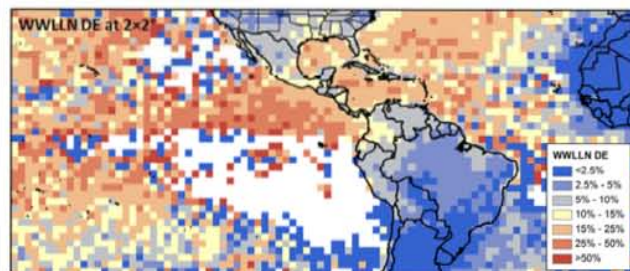 WWLLN DE at 2×2°
WWLLN DE
<2.5%
2.5% - 5%
5% - 10%
10% - 15%
15% - 25%
25% - 50%
>50%